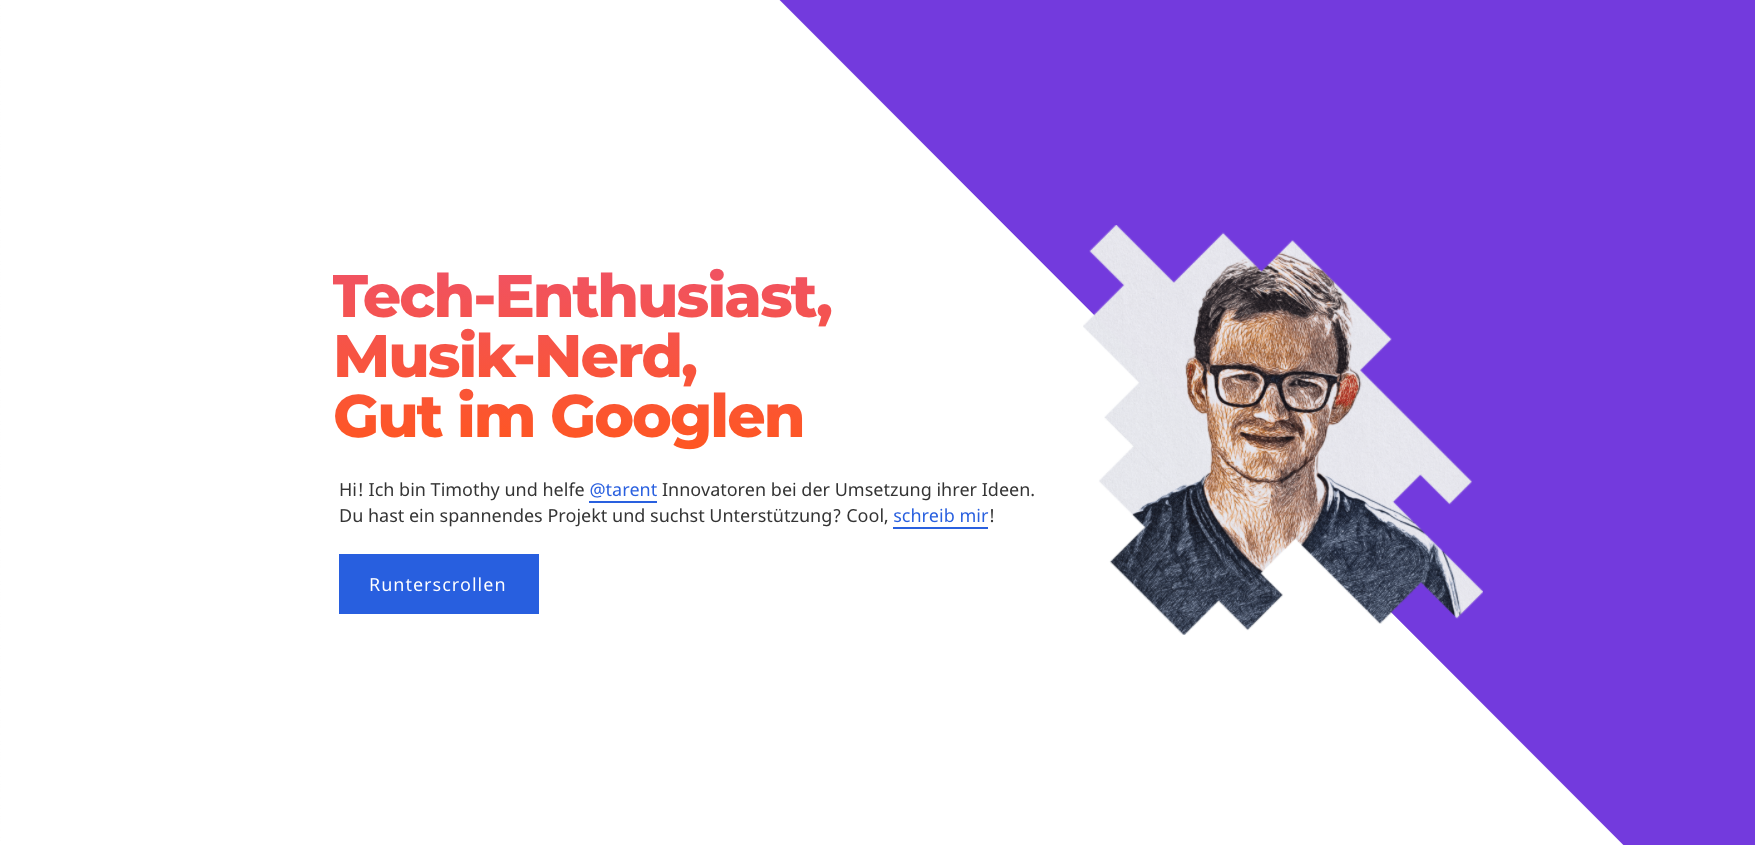 Tech-Enthusiast,
Musik-Nerd,
Gut im Googlen
Hi! Ich bin Timothy und helfe @tarent Innovatoren bei der Umsetzung ihrer Ideen.
Du hast ein spannendes Projekt und suchst Unterstützung? Cool, schreib mir!
Runterscrollen